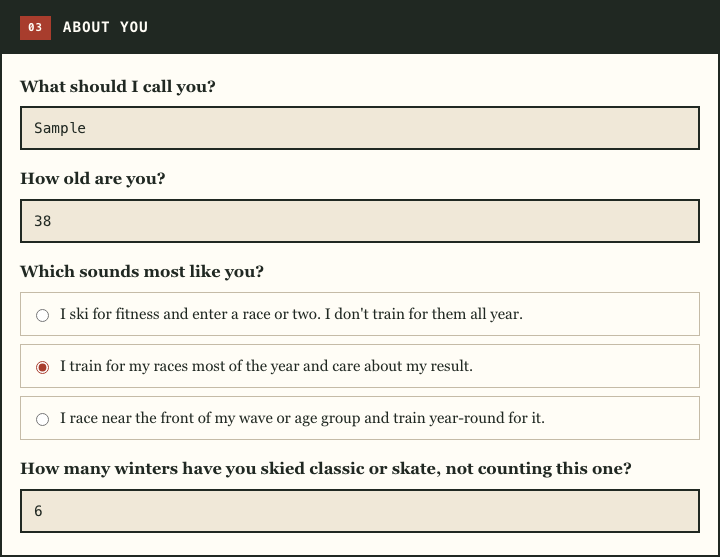 03 ABOUT YOU
What should I call you?
Sample
How old are you?
38
Which sounds most like you?
I ski for fitness and enter a race or two. I don't train for them all year.
I train for my races most of the year and care about my result.
I race near the front of my wave or age group and train year-round for it.
How many winters have you skied classic or skate, not counting this one?
6